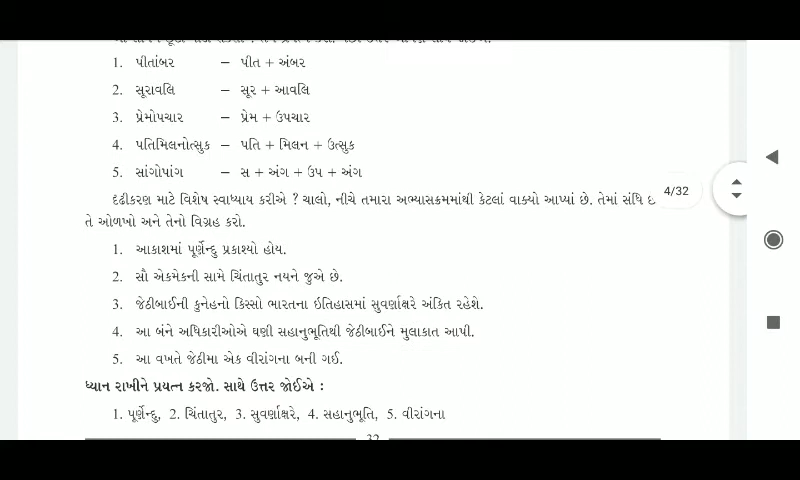 1. પીતાંબર – પીત + અંબર
2. સૂરાવલિ – સૂર + આવલિ
3. પ્રેમોપચાર – પ્રેમ + ઉપચાર
4. પતિમિલનોત્સુક – પતિ + મિલન + ઉત્સુક
5. સાંગોપાંગ – સ + અંગ + ઉપ + અંગ
દૃઢીકરણ માટે વિશેષ સ્વાધ્યાય કરીએ ? ચાલો, નીચે તમારા અભ્યાસક્રમમાંથી કેટલાં વાક્યો આપ્યાં છે. તેમાં સંધિ
4/32
તે ઓળખો અને તેનો વિગ્રહ કરો.
1. આકાશમાં પૂર્ણેન્દુ પ્રકાશ્યો હોય.
2. સૌ એકમેકની સામે ચિંતાતુર નયને જુએ છે.
3. જેઠીબાઈની કુનેહનો કિસ્સો ભારતના ઇતિહાસમાં સુવર્ણાક્ષરે અંકિત રહેશે.
4. આ બંને અધિકારીઓએ ઘણી સહાનુભૂતિથી જેઠીબાઈને મુલાકાત આપી.
5. આ વખતે જેઠીમા એક વીરાંગના બની ગઈ.
ધ્યાન રાખીને પ્રયત્ન કરજો. સાથે ઉત્તર જોઈએ :
1. પૂર્ણેન્દુ, 2. ચિંતાતુર, 3. સુવર્ણાક્ષરે, 4. સહાનુભૂતિ, 5. વીરાંગના